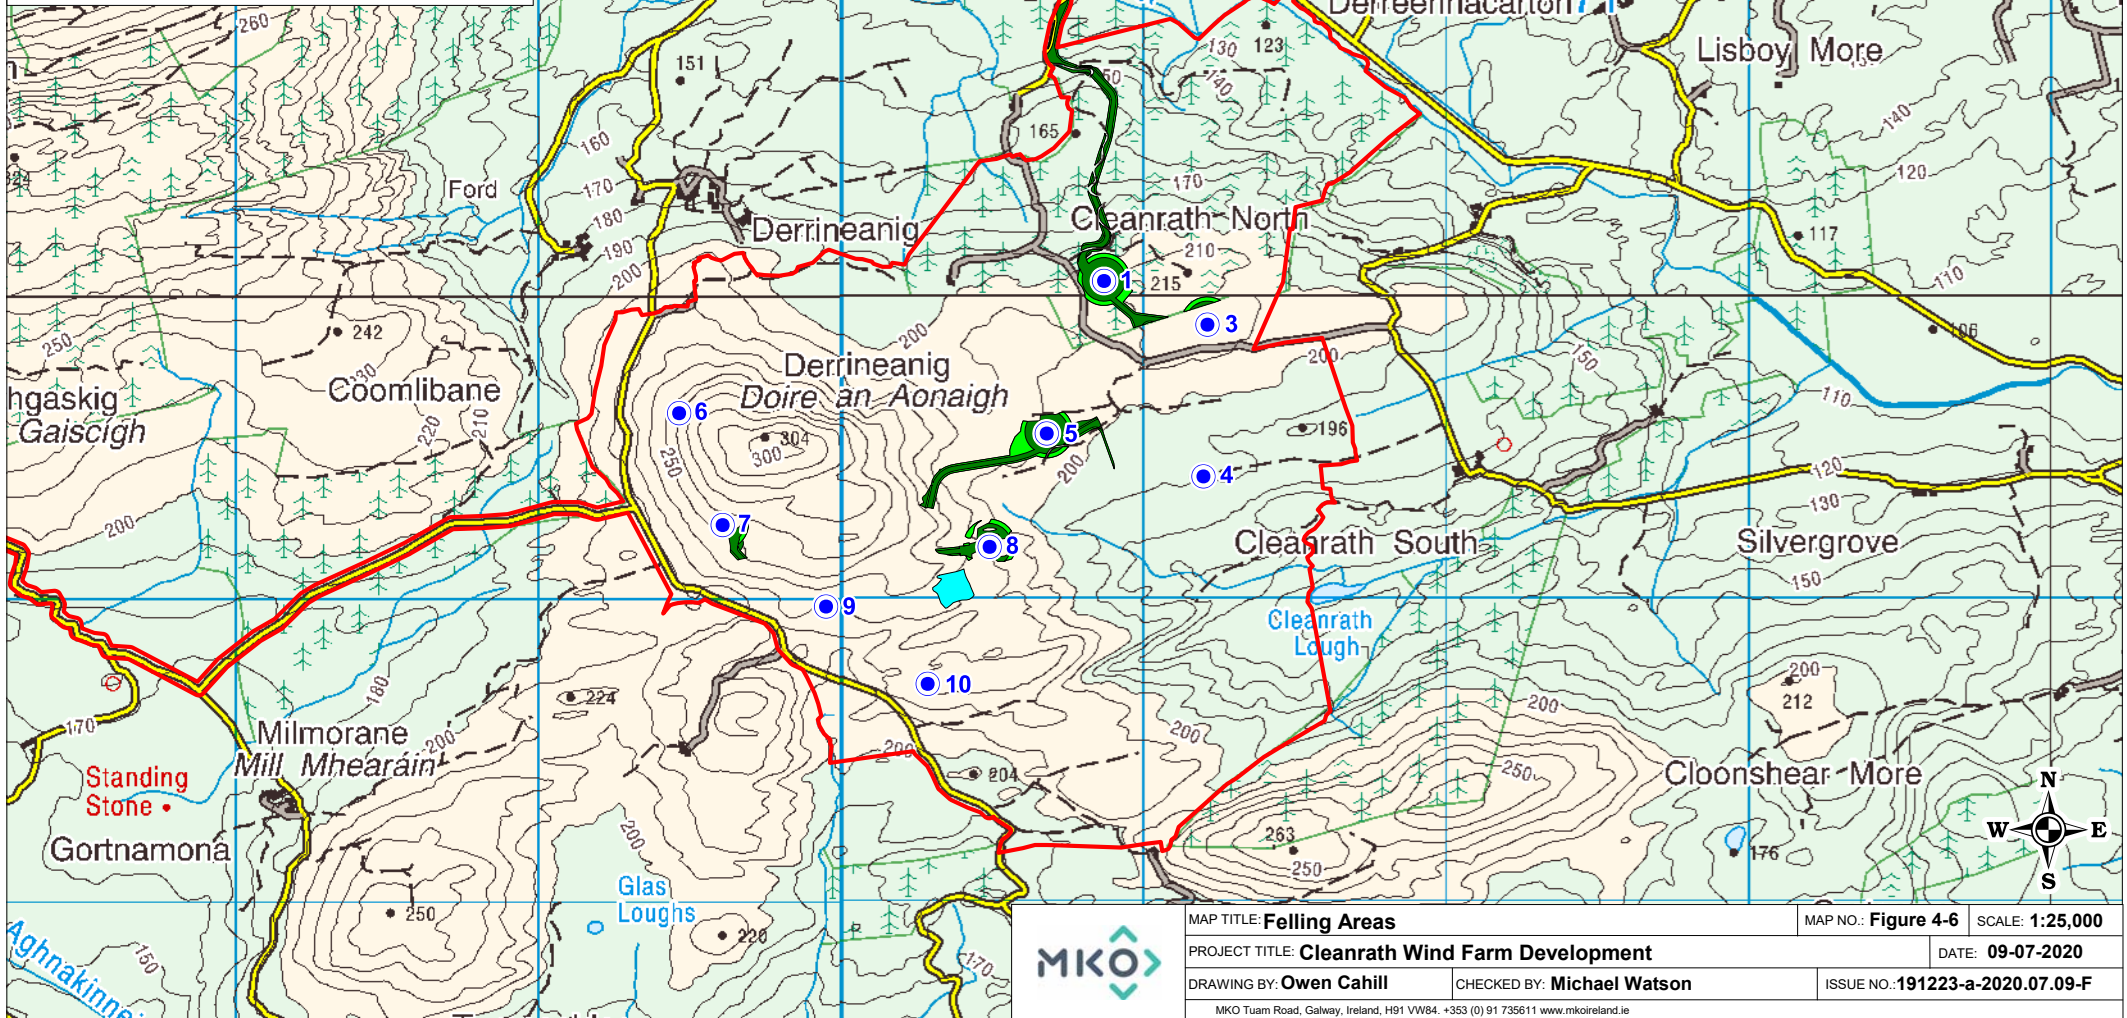 Derreennacarton
260
151
130
123
Lisboy More
140
50
165
160
140
170
Ford
170
120
180
Derrineanig
Cleanrath North
190
210
117
200
1
215
110
242
3
200
106
250
230
Coomlibane
Derrineanig
Doire an Aonaigh
200
150
hgaskig
Gaiscígh
220
210
6
110
304
300
5
196
250
200
4
120
200
7
130
8
Cleanrath South
Silvergrove
150
9
Cleanrath
Lough
180
224
10
200
212
170
Milmorane
Mill Mhearáin
200
200
200
200
Standing
Stone
204
250
Cloonshear More
N
W E
S
Gortnamona
200
263
250
176
250
Glas
Loughs
220
170
150
Aghnakinnei
MKO
MAP TITLE: Felling Areas
MAP NO.: Figure 4-6
SCALE: 1:25,000
PROJECT TITLE: Cleanrath Wind Farm Development
DATE: 09-07-2020
DRAWING BY: Owen Cahill
CHECKED BY: Michael Watson
ISSUE NO.:191223-a-2020.07.09-F
MKO Tuam Road, Galway, Ireland, H91 VW84. +353 (0) 91 735611 www.mkoireland.ie